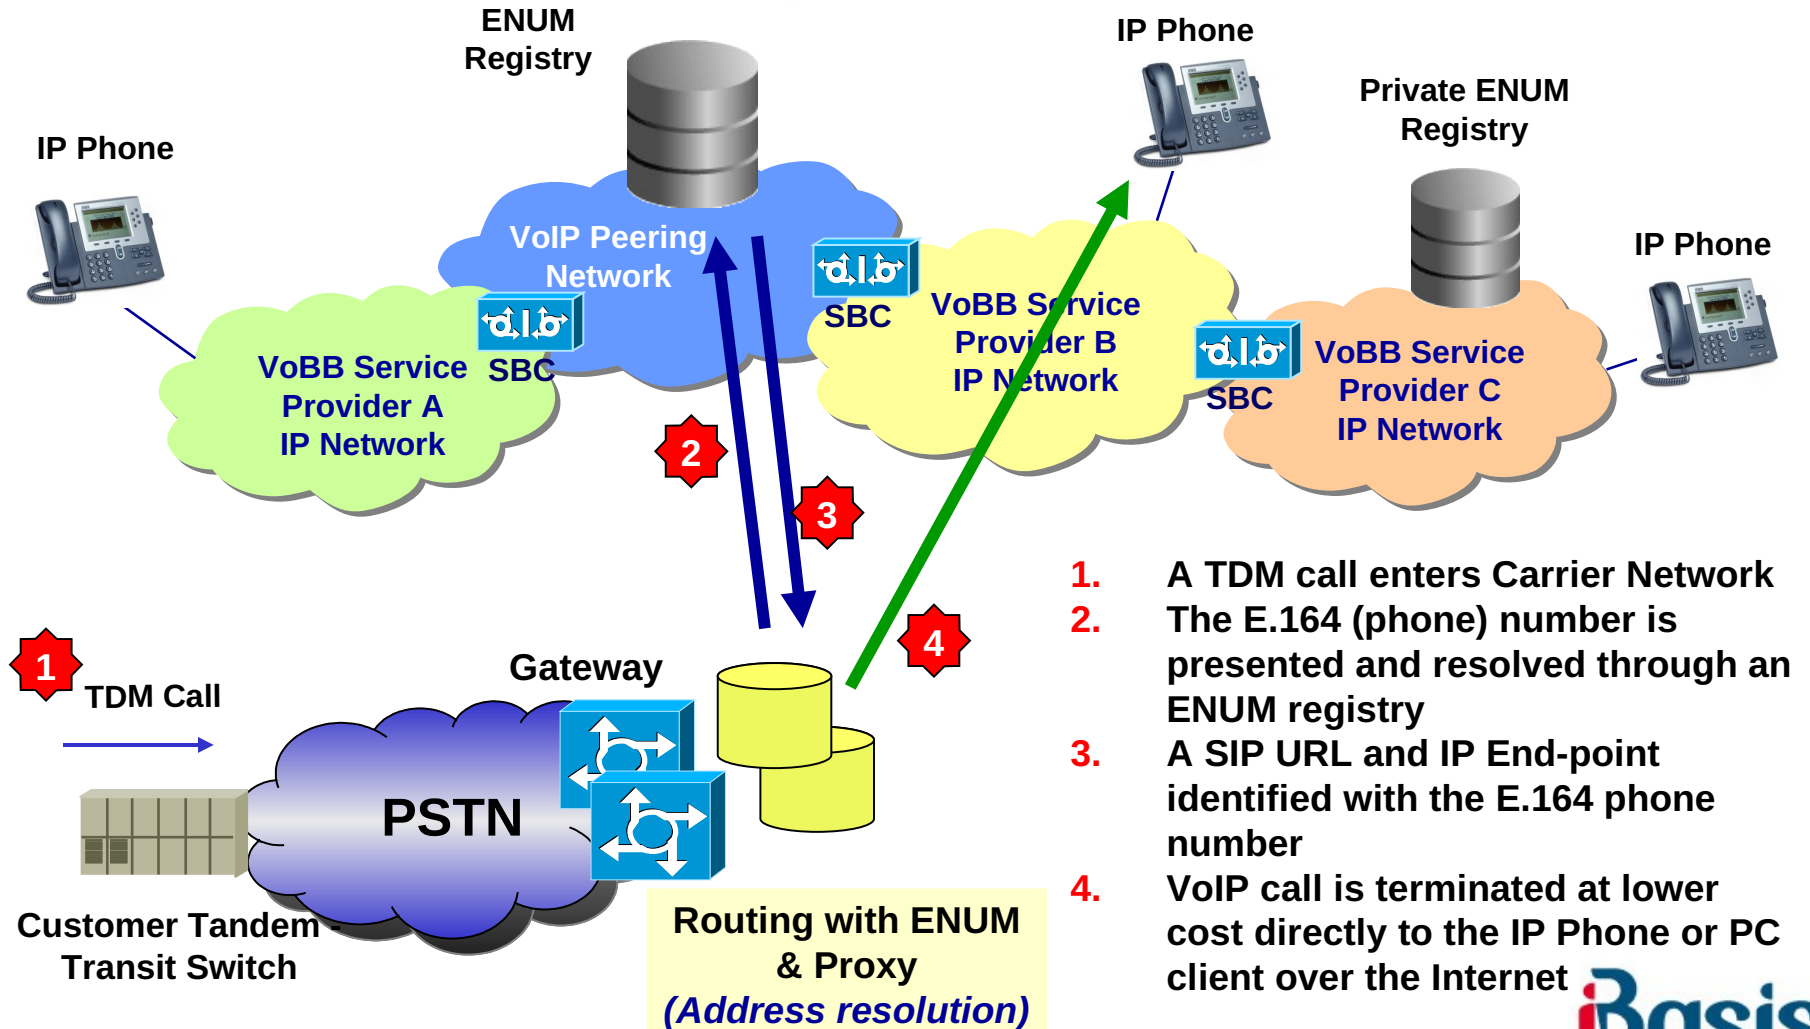 ENUM
Registry
IP Phone
Private ENUM
Registry
IP Phone
VoIP Peering
Network
IP Phone
SBC
VoBB Service
Provider B
IP Network
VoBB Service
Provider A
IP Network
SBC
VoBB Service
Provider C
IP Network
SBC
2
3
1
TDM Call
4
Gateway
PSTN
Customer Tandem -
Transit Switch
Routing with ENUM
& Proxy
(Address resolution)
1. A TDM call enters Carrier Network
2. The E.164 (phone) number is
presented and resolved through an
ENUM registry
3. A SIP URL and IP End-point
identified with the E.164 phone
number
4. VoIP call is terminated at lower
cost directly to the IP Phone or PC
client over the Internet
iBasis